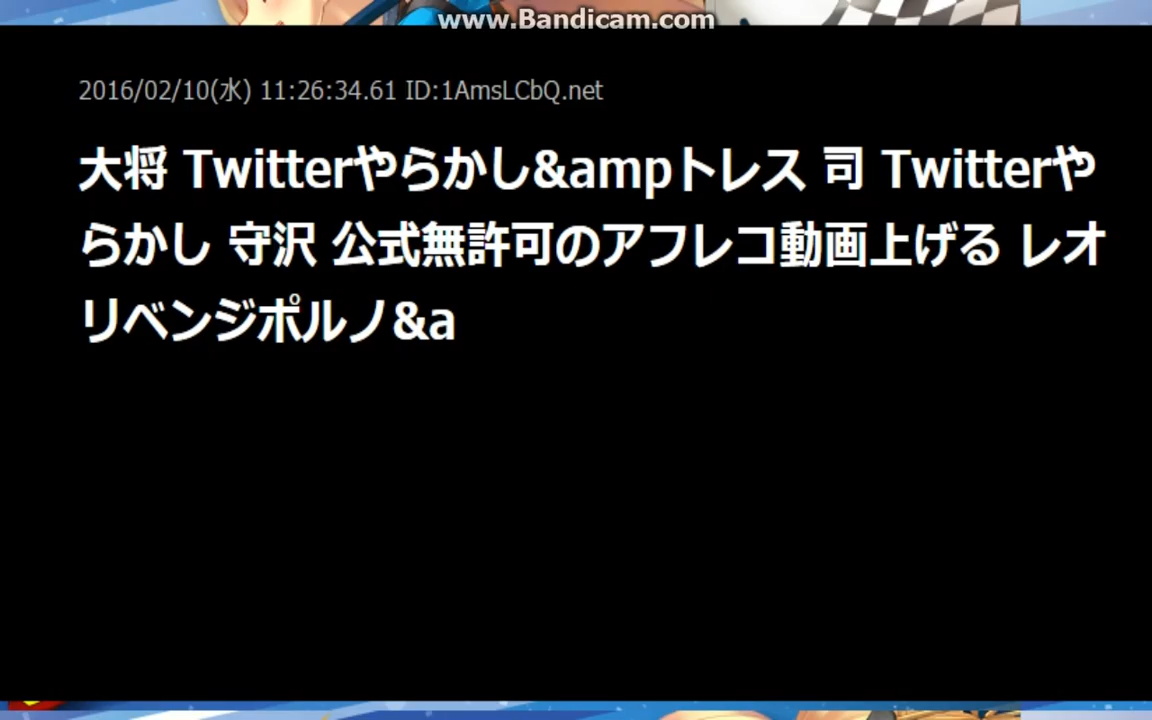 www.Bandicam.com
2016/02/10(水) 11:26:34.61 ID:1AmsLCbQ.net
大将 Twitterやらかし&ampトレス 司 Twitterや
らかし 守沢 公式無許可のアフレコ動画上げる レオ
リベンジポルノ&a